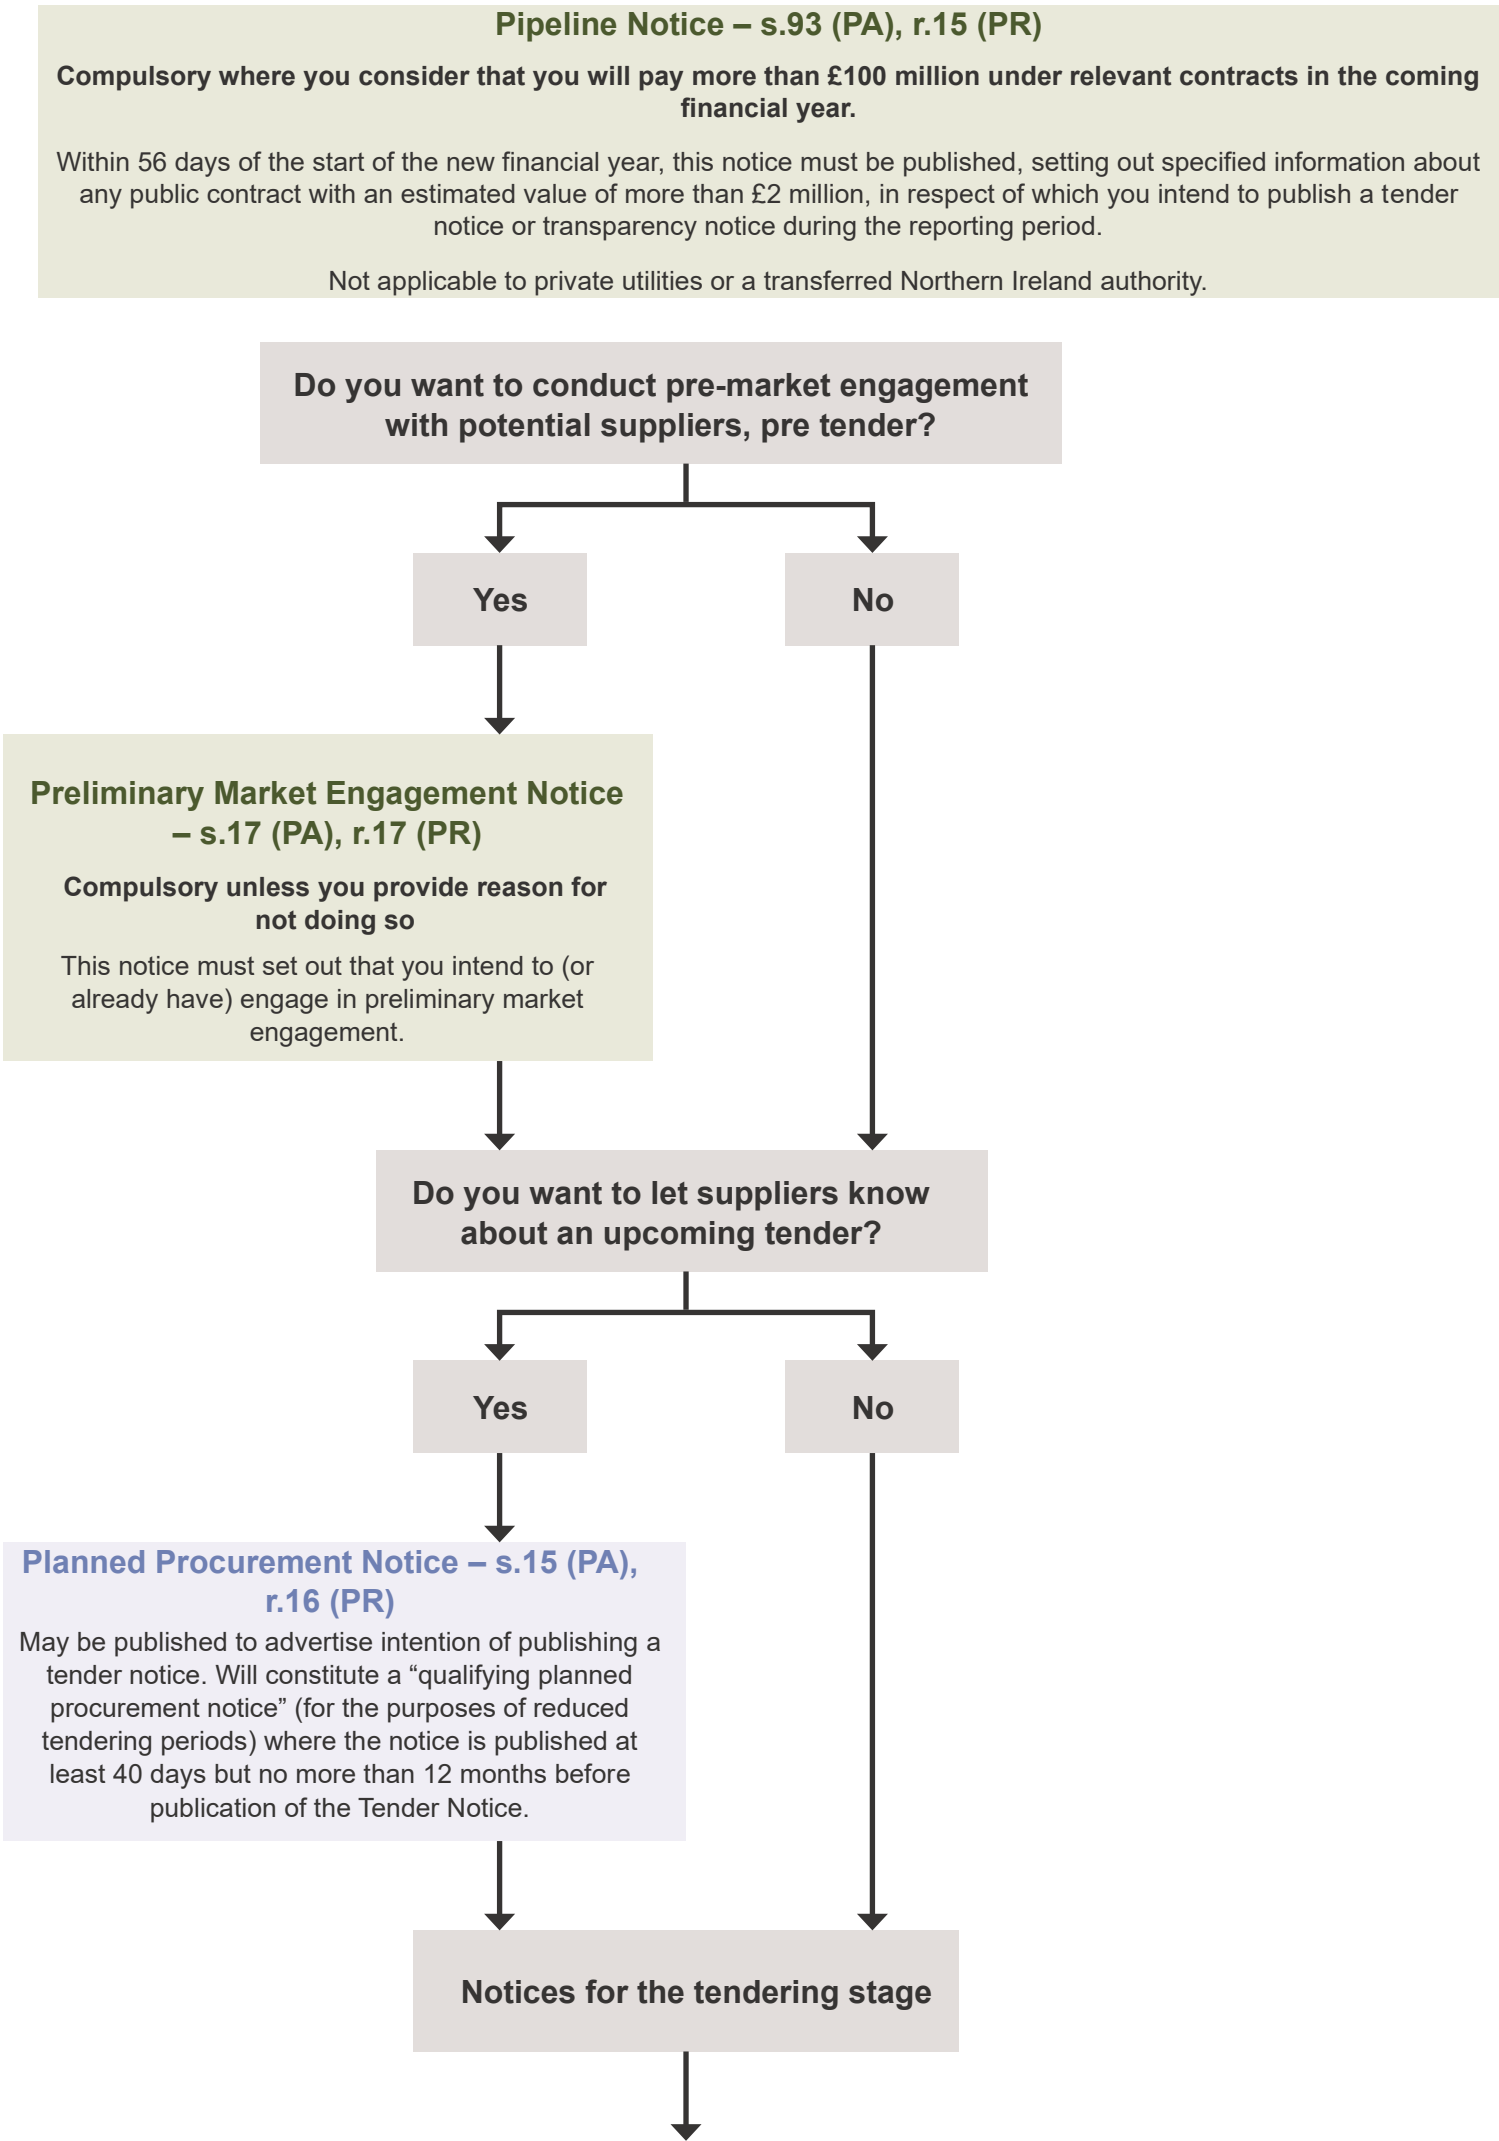 Pipeline Notice – s.93 (PA), r.15 (PR)
Compulsory where you consider that you will pay more than £100 million under relevant contracts in the coming
financial year.
Within 56 days of the start of the new financial year, this notice must be published, setting out specified information about
any public contract with an estimated value of more than £2 million, in respect of which you intend to publish a tender
notice or transparency notice during the reporting period.
Not applicable to private utilities or a transferred Northern Ireland authority.
Do you want to conduct pre-market engagement
with potential suppliers, pre tender?
Yes
No
Preliminary Market Engagement Notice
– s.17 (PA), r.17 (PR)
Compulsory unless you provide reason for
not doing so
This notice must set out that you intend to (or
already have) engage in preliminary market
engagement.
Do you want to let suppliers know
about an upcoming tender?
Yes
No
Planned Procurement Notice – s.15 (PA),
r.16 (PR)
May be published to advertise intention of publishing a
tender notice. Will constitute a “qualifying planned
procurement notice” (for the purposes of reduced
tendering periods) where the notice is published at
least 40 days but no more than 12 months before
publication of the Tender Notice.
Notices for the tendering stage